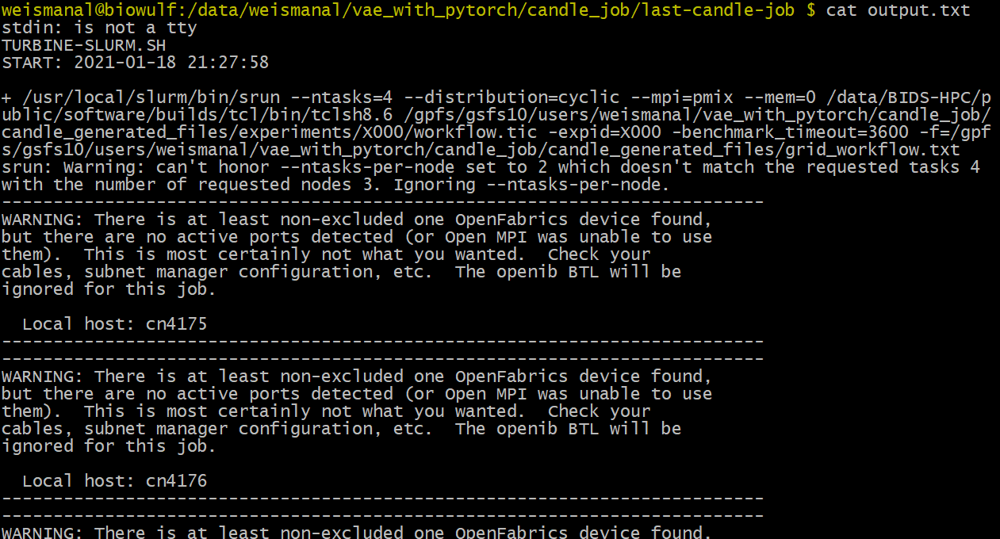 weismanal@biowulf:/data/weismanal/vae_with_pytorch/candle_job/last-candle-job $ cat output.txt
stdin: is not a tty
TURBINE-SLURM.SH
START: 2021-01-18 21:27:58

+ /usr/local/slurm/bin/srun --ntasks=4 --distribution=cyclic --mpi=pmix --mem=0 /data/BIDS-HPC/p
ublic/software/builds/tcl/bin/tclsh8.6 /gpfs/gsfs10/users/weismanal/vae_with_pytorch/candle_job/
candle_generated_files/experiments/X000/workflow.tic -expid=X000 -benchmark_timeout=3600 -f=/gpf
s/gsfs10/users/weismanal/vae_with_pytorch/candle_job/candle_generated_files/grid_workflow.txt
srun: Warning: can't honor --ntasks-per-node set to 2 which doesn't match the requested tasks 4
with the number of requested nodes 3. Ignoring --ntasks-per-node.
--------------------------------------------------------------------------
WARNING: There is at least non-excluded one OpenFabrics device found,
but there are no active ports detected (or Open MPI was unable to use
them).  This is most certainly not what you wanted.  Check your
cables, subnet manager configuration, etc.  The openib BTL will be
ignored for this job.

  Local host: cn4175
--------------------------------------------------------------------------
--------------------------------------------------------------------------
WARNING: There is at least non-excluded one OpenFabrics device found,
but there are no active ports detected (or Open MPI was unable to use
them).  This is most certainly not what you wanted.  Check your
cables, subnet manager configuration, etc.  The openib BTL will be
ignored for this job.

  Local host: cn4176
--------------------------------------------------------------------------
--------------------------------------------------------------------------
WARNING: There is at least non-excluded one OpenFabrics device found,